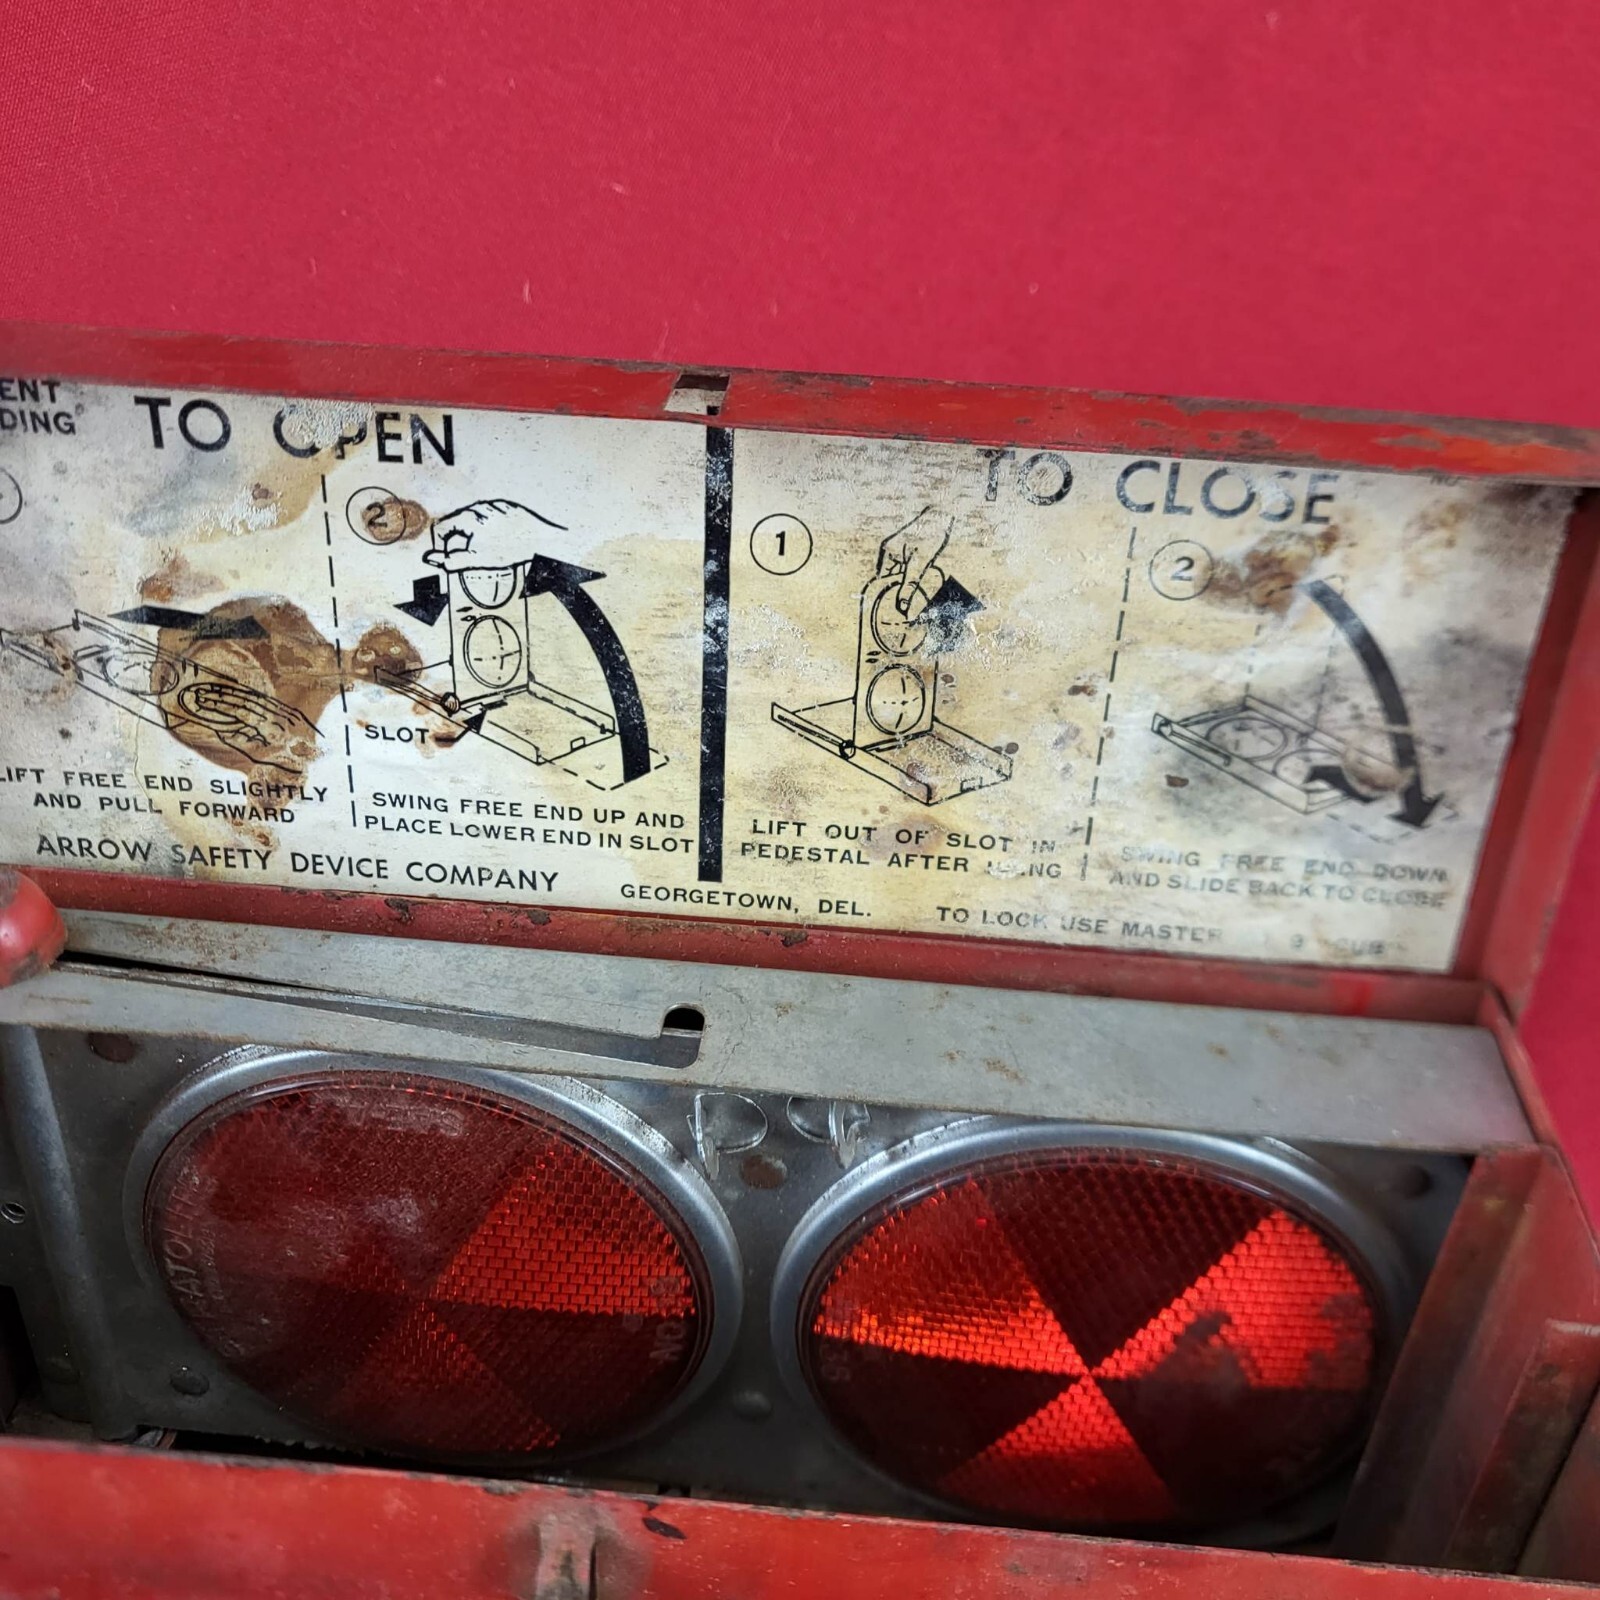 ENT
DING
TO OPEN
2
SLOT
LIFT FREE END SLIGHTLY
AND PULL FORWARD
SWING FREE END UP AND
PLACE LOWER END IN SLOT
ARROW SAFETY DEVICE COMPANY
GEORGETOWN, DEL.
TO CLOSE
1
2
LIFT OUT OF SLOT IN
PEDESTAL AFTER
SWING FREE END DOWN
AND SLIDE BACK TO CLOSE
TO LOCK USE MASTER